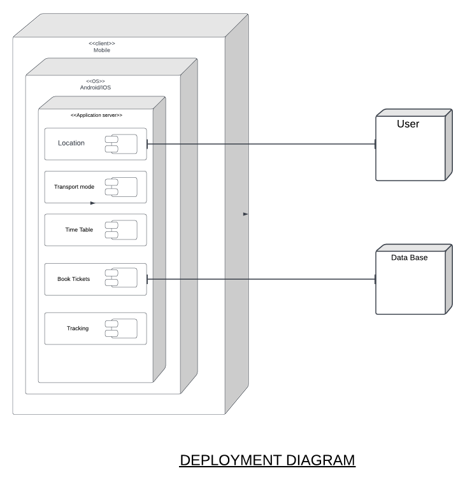 <<client>>
Mobile
<<OS>>
Android/IOS
<<Application server>>
Location
Transport mode
Time Table
Book Tickets
Tracking
User
Data Base
DEPLOYMENT DIAGRAM